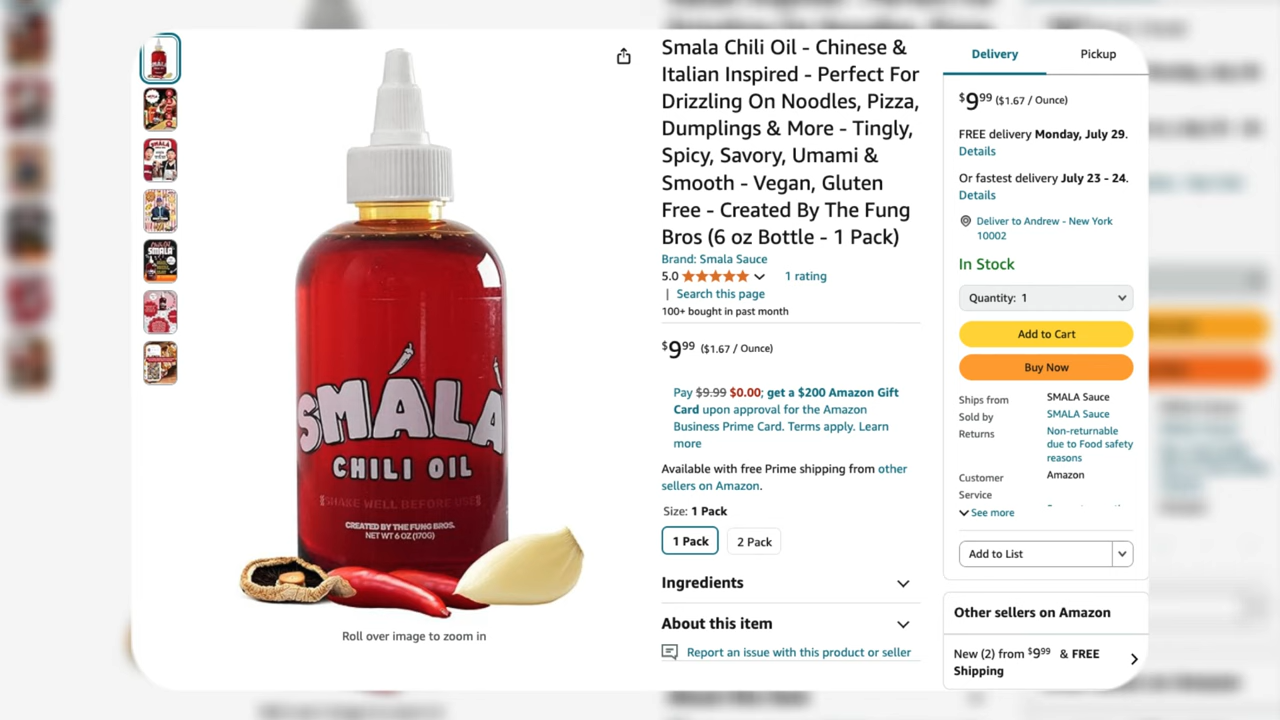 SMÁLÀ
CHILI OIL
SHAKE WELL BEFORE USE
CREATED BY THE FUNG BROS.
NET WT 6 OZ (170G)
Roll over image to zoom in
Smala Chili Oil - Chinese &
Italian Inspired - Perfect For
Drizzling On Noodles, Pizza,
Dumplings & More - Tingly,
Spicy, Savory, Umami &
Smooth - Vegan, Gluten
Free - Created By The Fung
Bros (6 oz Bottle - 1 Pack)
Brand: Smala Sauce
5.0 1 rating
| Search this page
100+ bought in past month
$9.99 ($1.67 / Ounce)
Pay $9.99 $0.00; get a $200 Amazon Gift
Card upon approval for the Amazon
Business Prime Card. Terms apply. Learn
more
Available with free Prime shipping from other
sellers on Amazon.
Size: 1 Pack
1 Pack 2 Pack
Ingredients
About this item
Report an issue with this product or seller
Delivery Pickup
$9.99 ($1.67 / Ounce)
FREE delivery Monday, July 29.
Details
Or fastest delivery July 23 - 24.
Details
Deliver to Andrew - New York
10002
In Stock
Quantity: 1
Add to Cart
Buy Now
Ships from SMALA Sauce
Sold by SMALA Sauce
Returns Non-returnable
due to Food safety
reasons
Customer Amazon
Service
See more
Add to List
Other sellers on Amazon
New (2) from $9.99 & FREE
Shipping